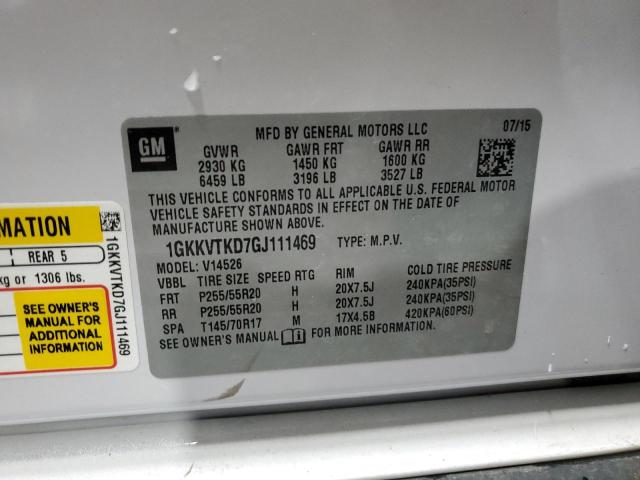 GM
MFD BY GENERAL MOTORS LLC
07/15
GVWR GAWR FRT GAWR RR
2930 KG 1450 KG 1600 KG
6459 LB 3196 LB 3527 LB
THIS VEHICLE CONFORMS TO ALL APPLICABLE U.S. FEDERAL MOTOR
VEHICLE SAFETY STANDARDS IN EFFECT ON THE DATE OF
MANUFACTURE SHOWN ABOVE.
1GKKVTKD7GJ111469 TYPE: M.P.V.
MODEL: V14526
VBBL TIRE SIZE SPEED RTG RIM COLD TIRE PRESSURE
FRT P255/55R20 H 20X7.5J 240KPA(35PSI)
RR P255/55R20 H 20X7.5J 240KPA(35PSI)
SPA T145/70R17 M 17X4.5B 420KPA(60PSI)
SEE OWNER'S MANUAL FOR MORE INFORMATION.
MATION
REAR 5
kg or 1306 lbs.
SEE OWNER'S
MANUAL FOR
ADDITIONAL
INFORMATION
1GKKVTKD7GJ111469